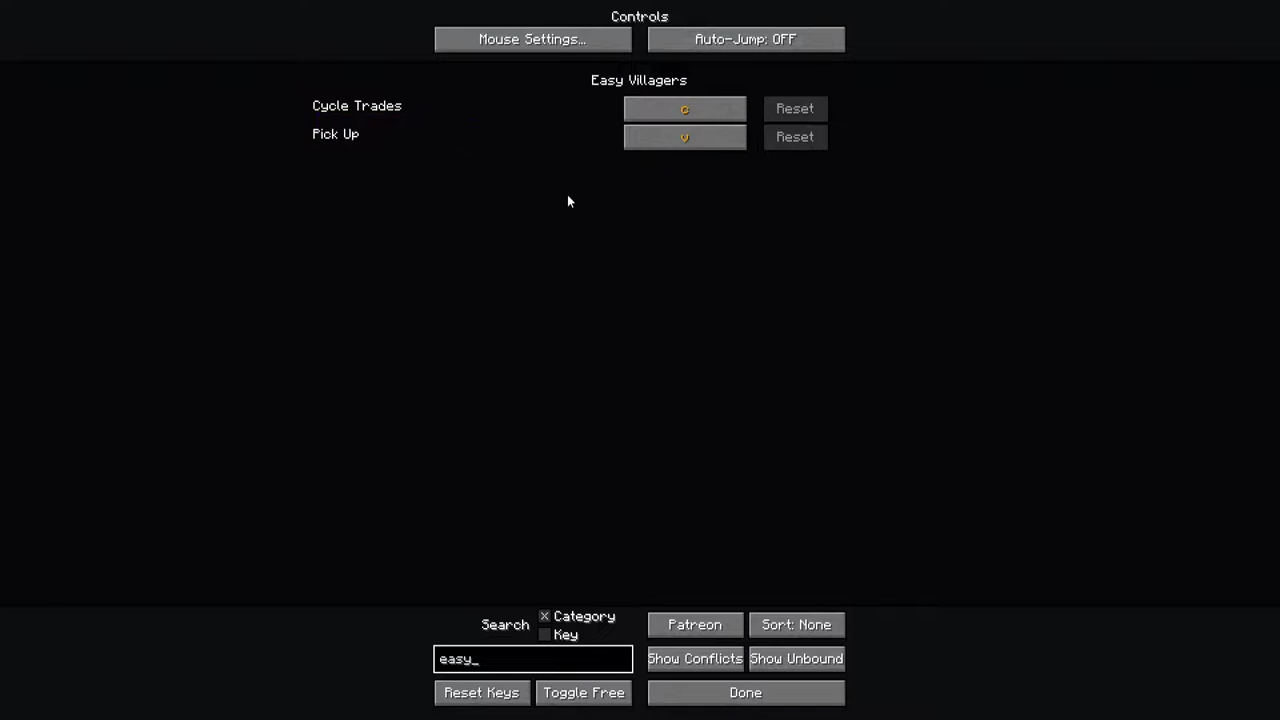 Controls
Mouse Settings... Auto-Jump: OFF
Easy Villagers
Cycle Trades c Reset
Pick Up v Reset
Search x Category
Key
Patreon Sort: None
easy_ Show Conflicts Show Unbound
Reset Keys Toggle Free Done